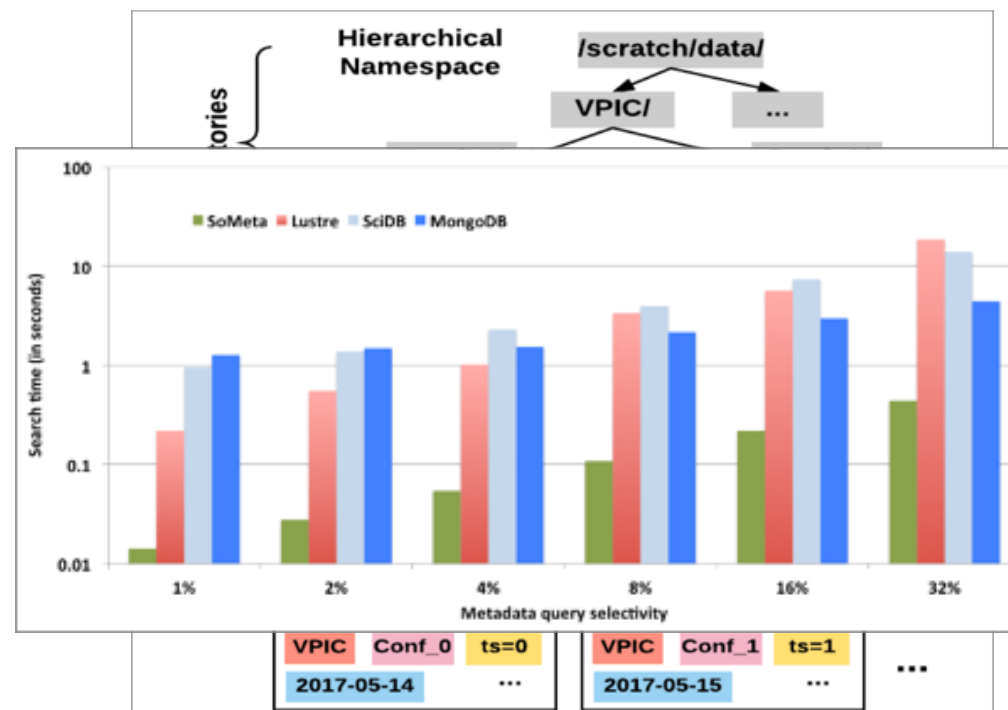 Hierarchical
Namespace
/scratch/data/
VPIC/
...
100
10
1
0.1
0.01
SoMeta Lustre SciDB MongoDB
Search time (in seconds)
1% 2% 4% 8% 16% 32%
Metadata query selectivity
VPIC Conf_0 ts=0
2017-05-14 ...
VPIC Conf_1 ts=1
2017-05-15 ...
...